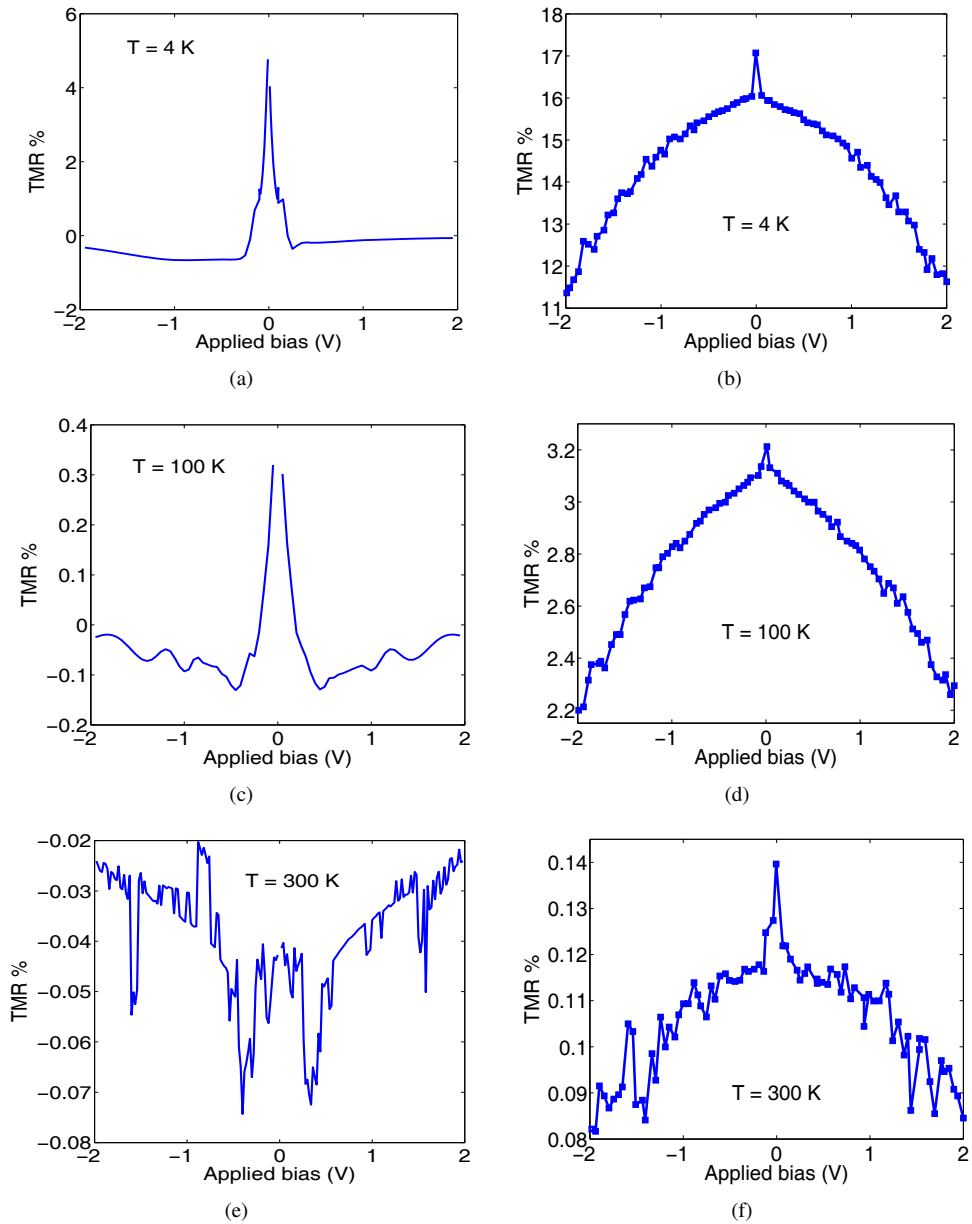 6
4
2
0
−2
−2
−1
0
1
2
TMR %
Applied bias (V)
T = 4 K
(a)
18
17
16
15
14
13
12
11
−2
−1
0
1
2
TMR %
Applied bias (V)
T = 4 K
(b)
0.4
0.3
0.2
0.1
0
−0.1
−0.2
−2
−1
0
1
2
TMR %
Applied bias (V)
T = 100 K
(c)
3.2
3
2.8
2.6
2.4
2.2
−2
−1
0
1
2
TMR %
Applied bias (V)
T = 100 K
(d)
−0.02
−0.03
−0.04
−0.05
−0.06
−0.07
−0.08
−2
−1
0
1
2
TMR %
Applied bias (V)
T = 300 K
(e)
0.14
0.13
0.12
0.11
0.1
0.09
0.08
−2
−1
0
1
2
TMR %
Applied bias (V)
T = 300 K
(f)